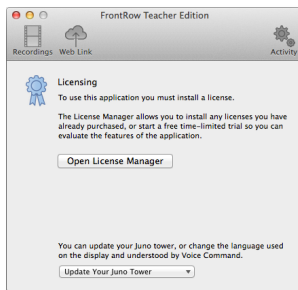 FrontRow Teacher Edition
Recordings Web Link Activity
Licensing
To use this application you must install a license.
The License Manager allows you to install any licenses you have
already purchased, or start a free time-limited trial so you can
evaluate the features of the application.
Open License Manager
You can update your Juno tower, or change the language used
on the display and understood by Voice Command.
Update Your Juno Tower